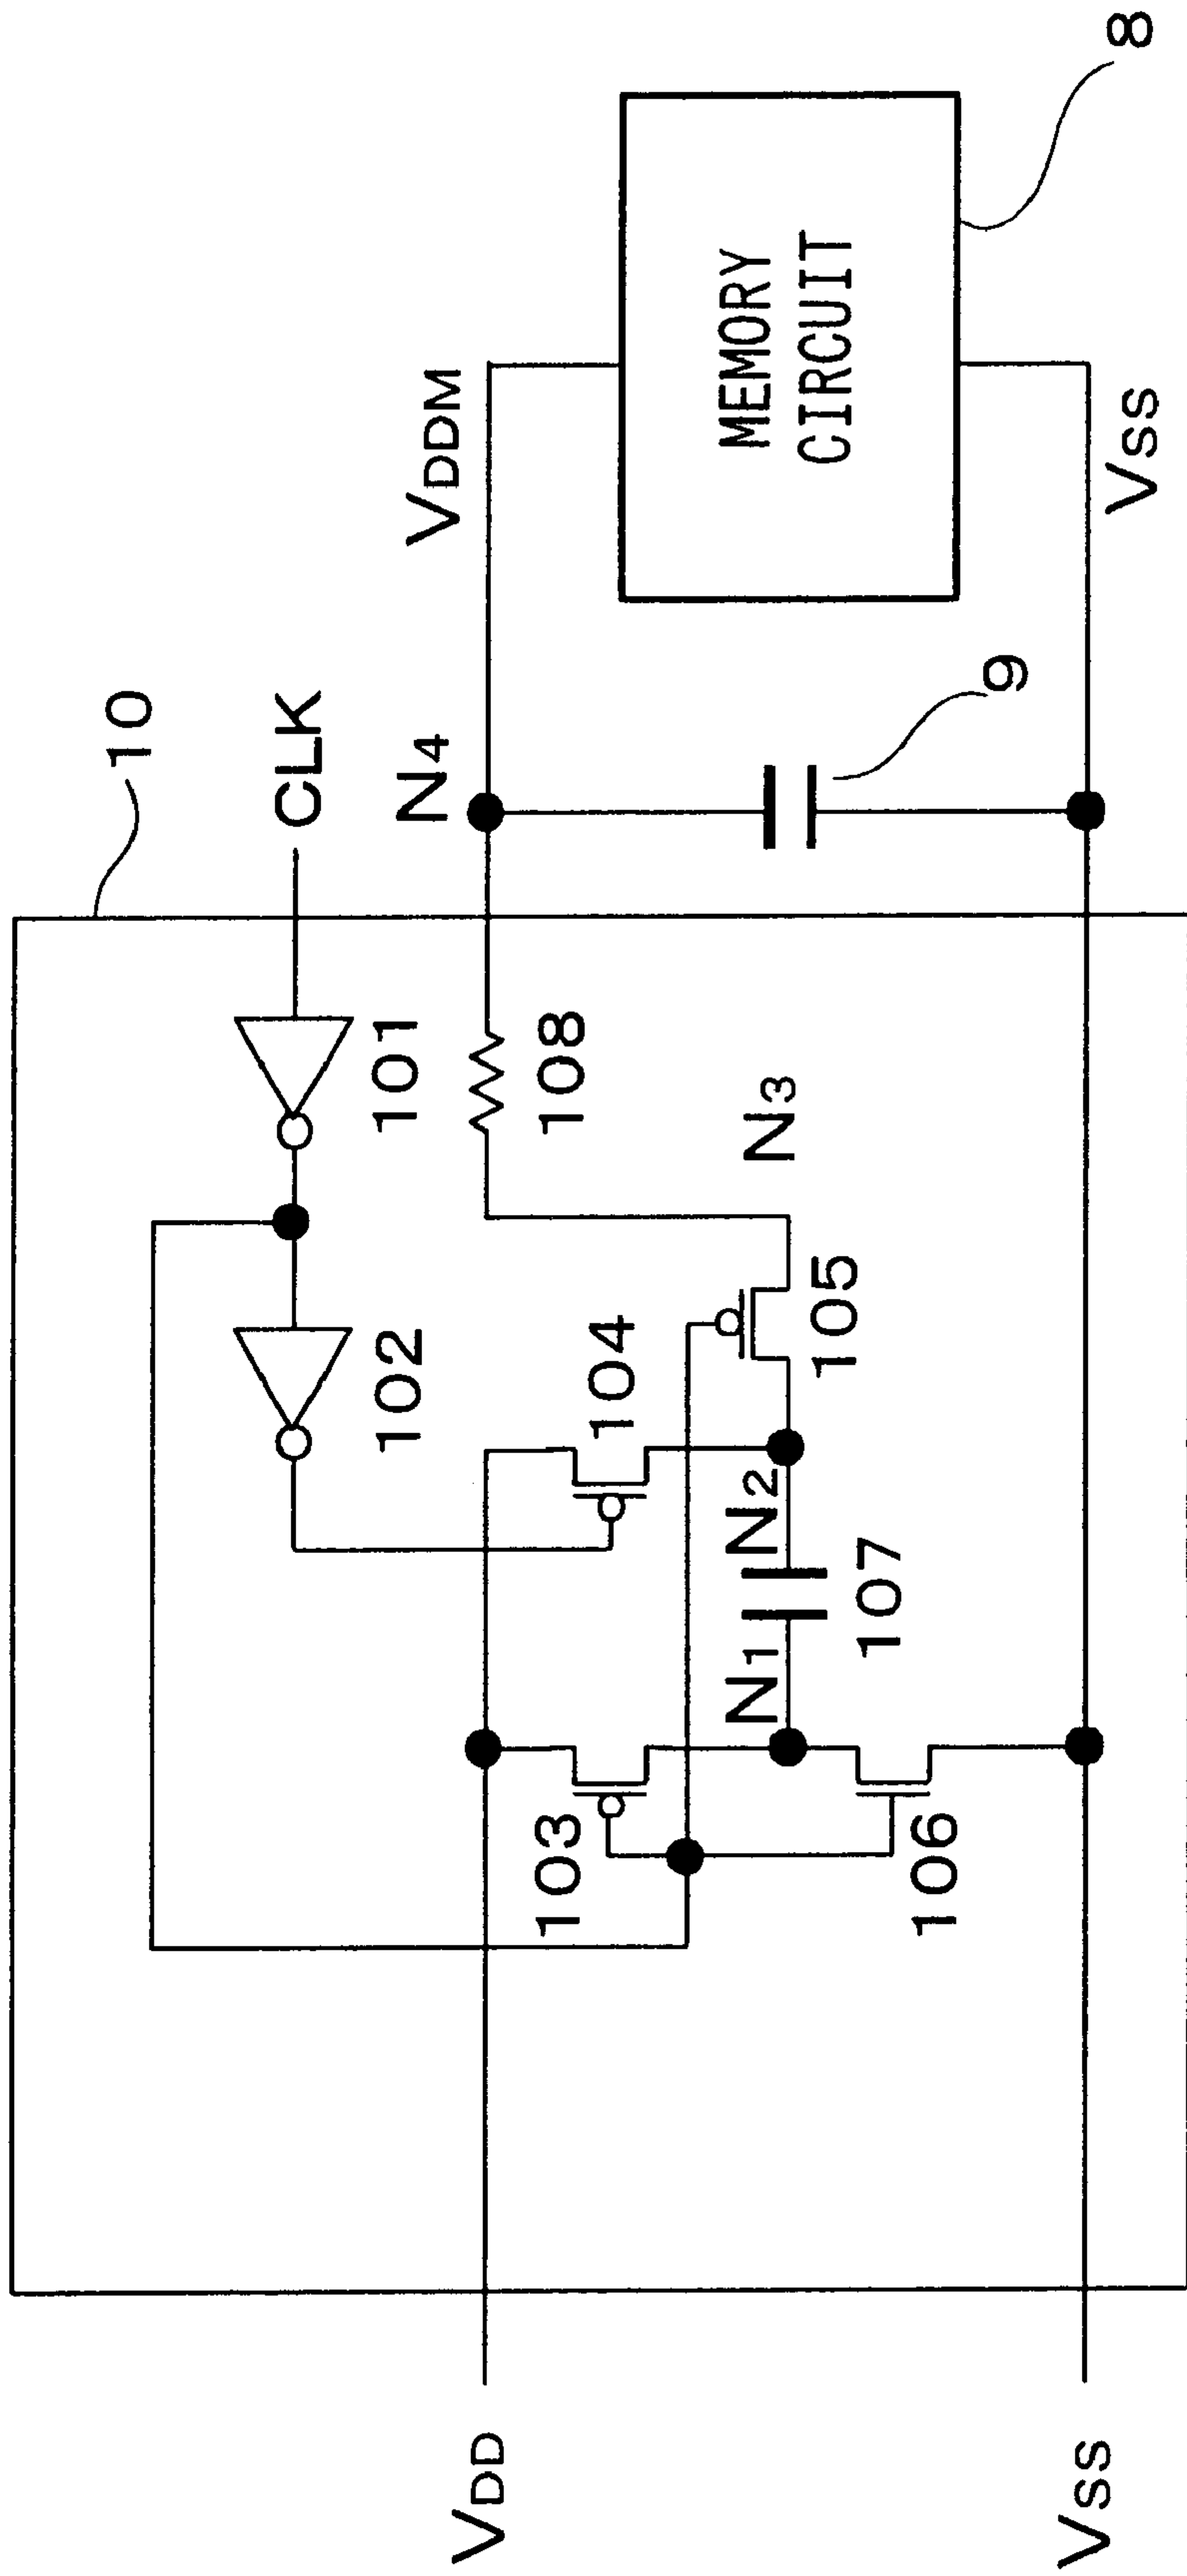 10
CLK
101
102
VDD
VDDM
N4
108
103
104
N3
105
N1
N2
107
106
9
MEMORY
CIRCUIT
8
VSS
VSS